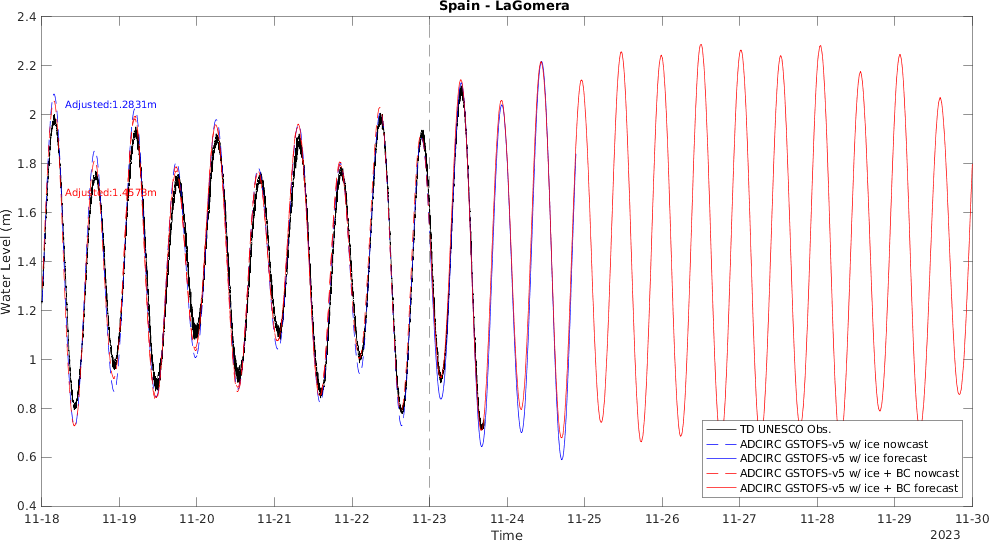 Spain - LaGomera
2.4
2.2
2
1.8
1.6
1.4
1.2
1
0.8
0.6
0.4
Water Level (m)
Adjusted:1.2831m
Adjusted:1.4573m
TD UNESCO Obs.
ADCIRC GSTOFS-v5 w/ ice nowcast
ADCIRC GSTOFS-v5 w/ ice forecast
ADCIRC GSTOFS-v5 w/ ice + BC nowcast
ADCIRC GSTOFS-v5 w/ ice + BC forecast
11-18 11-19 11-20 11-21 11-22 11-23 11-24 11-25 11-26 11-27 11-28 11-29 11-30
Time
2023